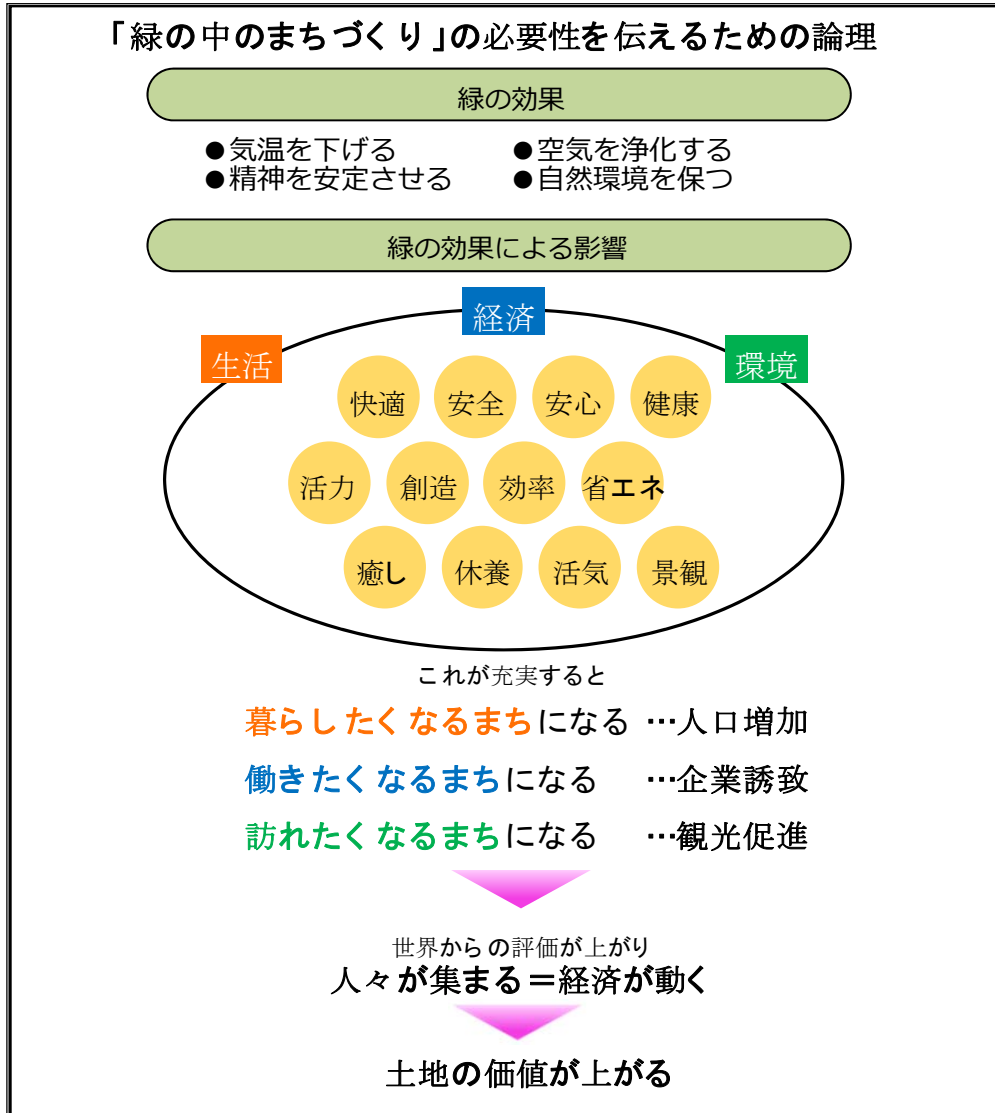 「緑の中のまちづくり」の必要性を伝えるための論理
緑の効果
●気温を下げる ●空気を浄化する
●精神を安定させる ●自然環境を保つ
緑の効果による影響
経済
生活 環境
快適 安全 安心 健康
活力 創造 効率 省エネ
癒し 休養 活気 景観
これが充実すると
暮らしたくなるまちになる …人口増加
働きたくなるまちになる …企業誘致
訪れたくなるまちになる …観光促進
世界からの評価が上がり
人々が集まる=経済が動く
土地の価値が上がる